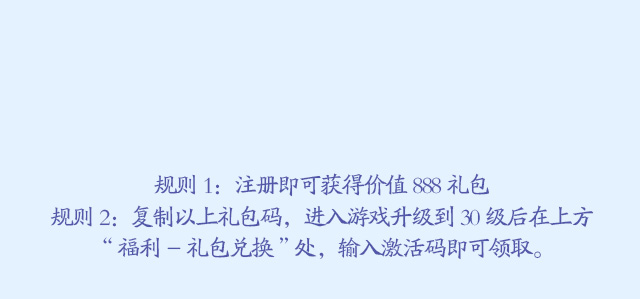 规则 1：注册即可获得价值 888 礼包
规则 2：复制以上礼包码，进入游戏升级到 30 级后在上方
“福利 – 礼包兑换”处，输入激活码即可领取。